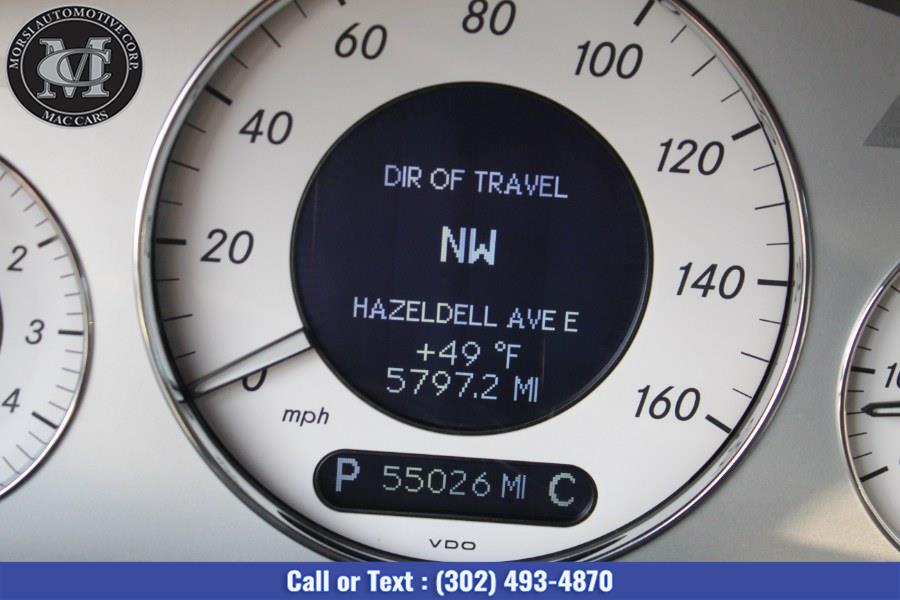 MORSI AUTOMOTIVE CORP.
MC
MAC CARS
20
40
60
80
100
120
140
160
0
mph
2
3
4
DIR OF TRAVEL
NW
HAZELDELL AVE E
+49 °F
5797.2 MI
P 55026 MI C
VDO
Call or Text : (302) 493-4870